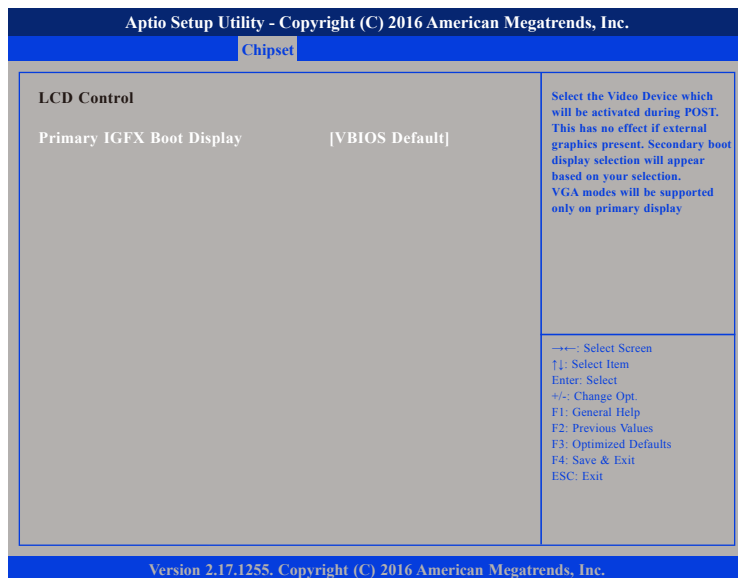 Aptio Setup Utility - Copyright (C) 2016 American Megatrends, Inc.
Chipset
LCD Control
Primary IGFX Boot Display [VBIOS Default]
Select the Video Device which
will be activated during POST.
This has no effect if external
graphics present. Secondary boot
display selection will appear
based on your selection.
VGA modes will be supported
only on primary display
→←: Select Screen
↑↓: Select Item
Enter: Select
+/-: Change Opt.
F1: General Help
F2: Previous Values
F3: Optimized Defaults
F4: Save & Exit
ESC: Exit
Version 2.17.1255. Copyright (C) 2016 American Megatrends, Inc.